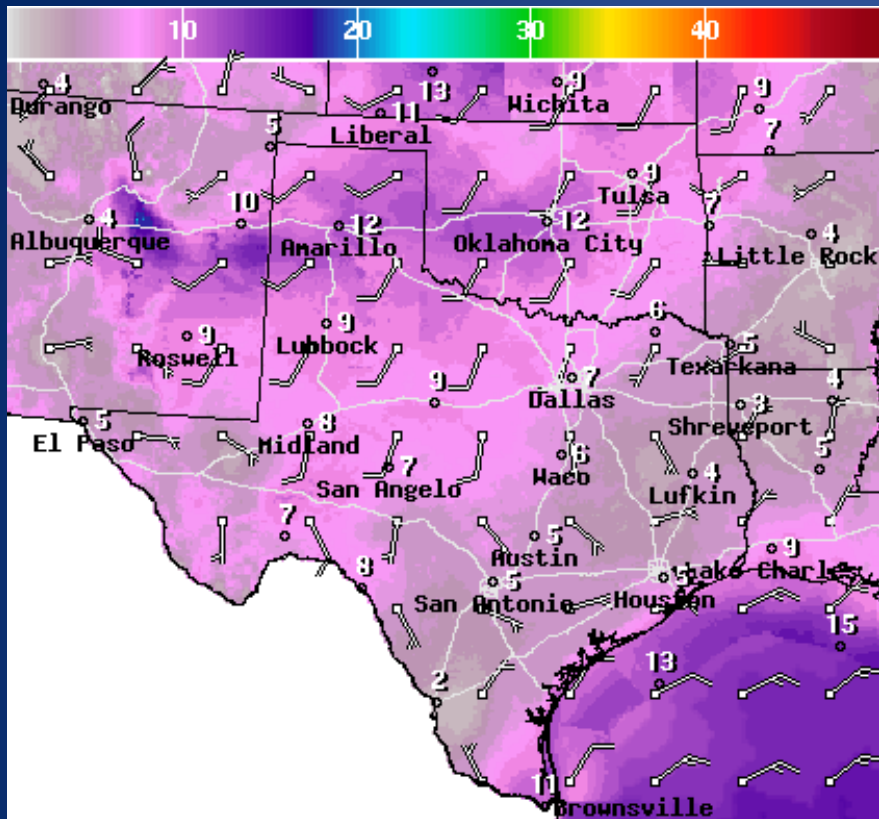 10 20 30 40
4 13 9 9
Durango 11 Wichita
Liberal
5 7
9
Tulsa
4 10 12 12 7 4
Albuquerque Amarillo Oklahoma City Little Rock
9 9 6
Roswell Lubbock 5
Texarkana
7
Dallas
9 3 4
5 8 Shreveport
El Paso Midland
7 6 5
San Angelo Waco 4
Lufkin
7 5 9
Austin
8 5 5 Lake Charles
San Antonio Houston
15
13
2
11
Brownsville